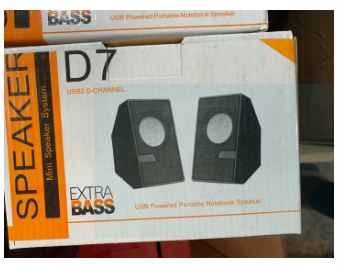 BASS
USB Powered Portable Notebook Speaker
SPEAKER
Mini Speaker System
D7
USB2.0-CHANNEL
EXTRA
BASS
USB Powered Portable Notebook Speaker